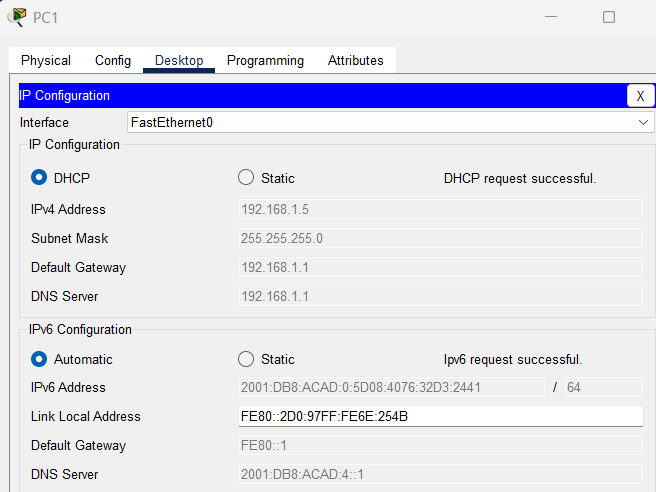 PC1
Physical Config Desktop Programming Attributes
IP Configuration X
Interface FastEthernet0
IP Configuration
DHCP Static DHCP request successful.
IPv4 Address 192.168.1.5
Subnet Mask 255.255.255.0
Default Gateway 192.168.1.1
DNS Server 192.168.1.1
IPv6 Configuration
Automatic Static Ipv6 request successful.
IPv6 Address 2001:DB8:ACAD:0:5D08:4076:32D3:2441 / 64
Link Local Address FE80::2D0:97FF:FE6E:254B
Default Gateway FE80::1
DNS Server 2001:DB8:ACAD:4::1